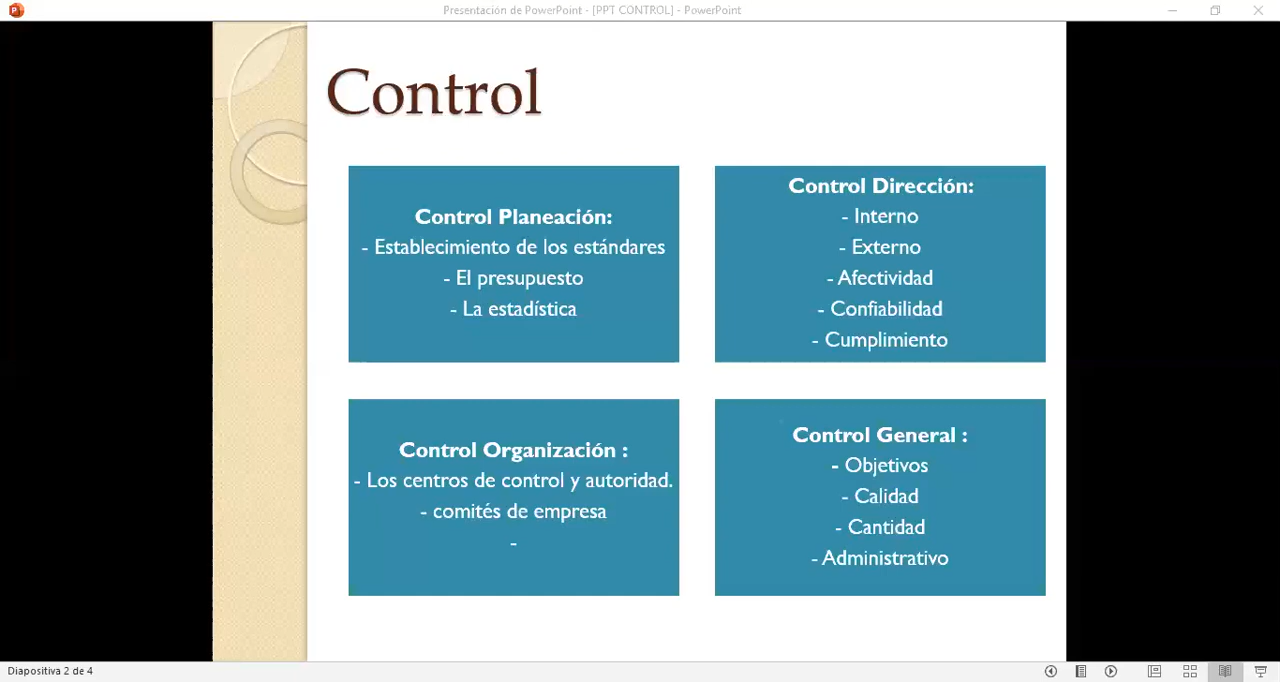 Presentación de PowerPoint - [PPT CONTROL] - PowerPoint
Control
Control Planeación:
- Establecimiento de los estándares
- El presupuesto
- La estadística
Control Dirección:
- Interno
- Externo
- Afectividad
- Confiabilidad
- Cumplimiento
Control Organización :
- Los centros de control y autoridad.
- comités de empresa
-
Control General :
- Objetivos
- Calidad
- Cantidad
- Administrativo
Diapositiva 2 de 4